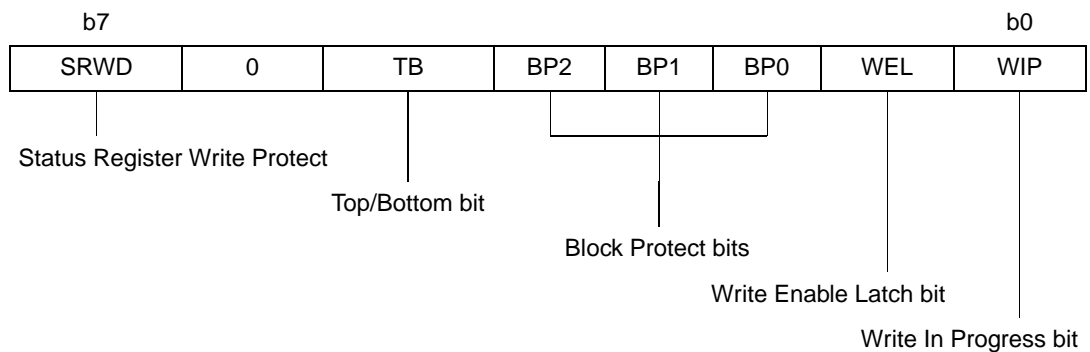 b7 b0
SRWD 0 TB BP2 BP1 BP0 WEL WIP
Status Register Write Protect
Top/Bottom bit
Block Protect bits
Write Enable Latch bit
Write In Progress bit